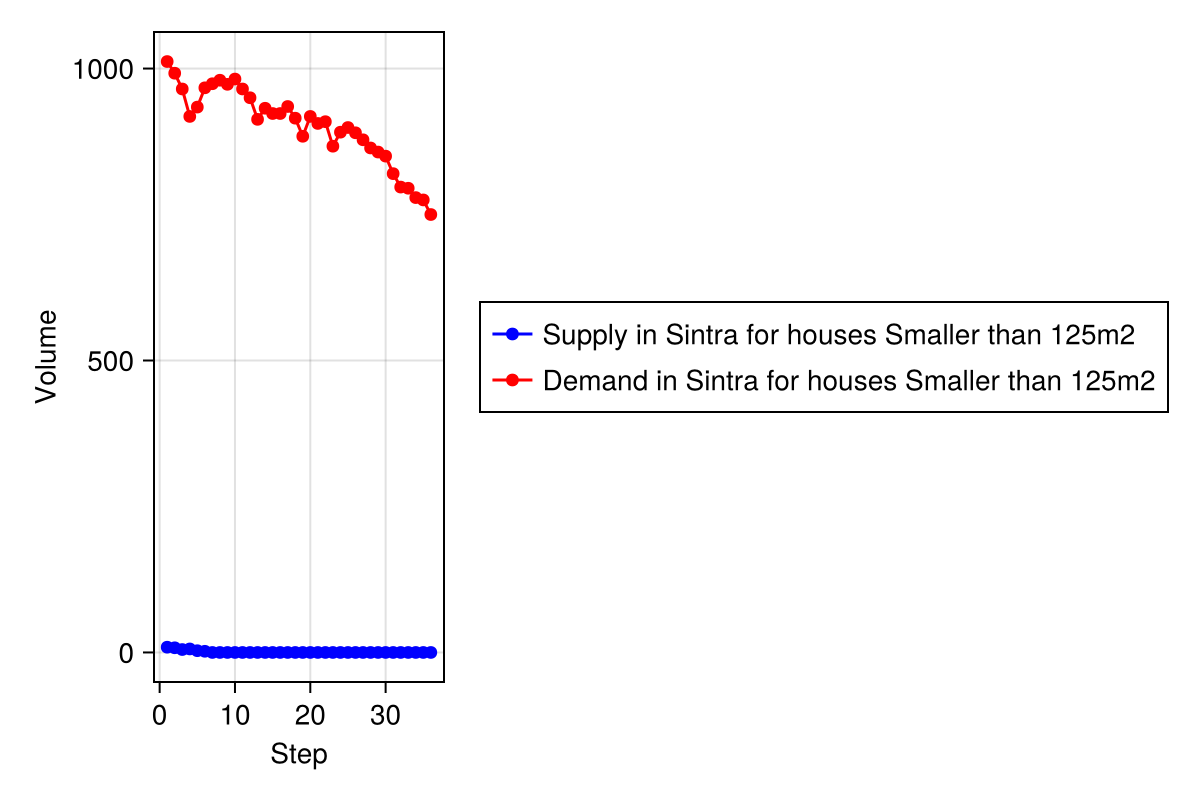 1000
500
0
Volume
0 10 20 30
Step
Supply in Sintra for houses Smaller than 125m2
Demand in Sintra for houses Smaller than 125m2